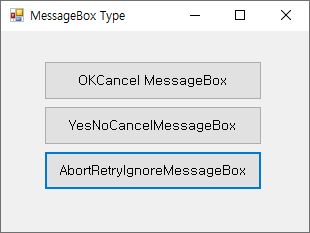 MessageBox Type
OKCancel MessageBox
YesNoCancelMessageBox
AbortRetryIgnoreMessageBox